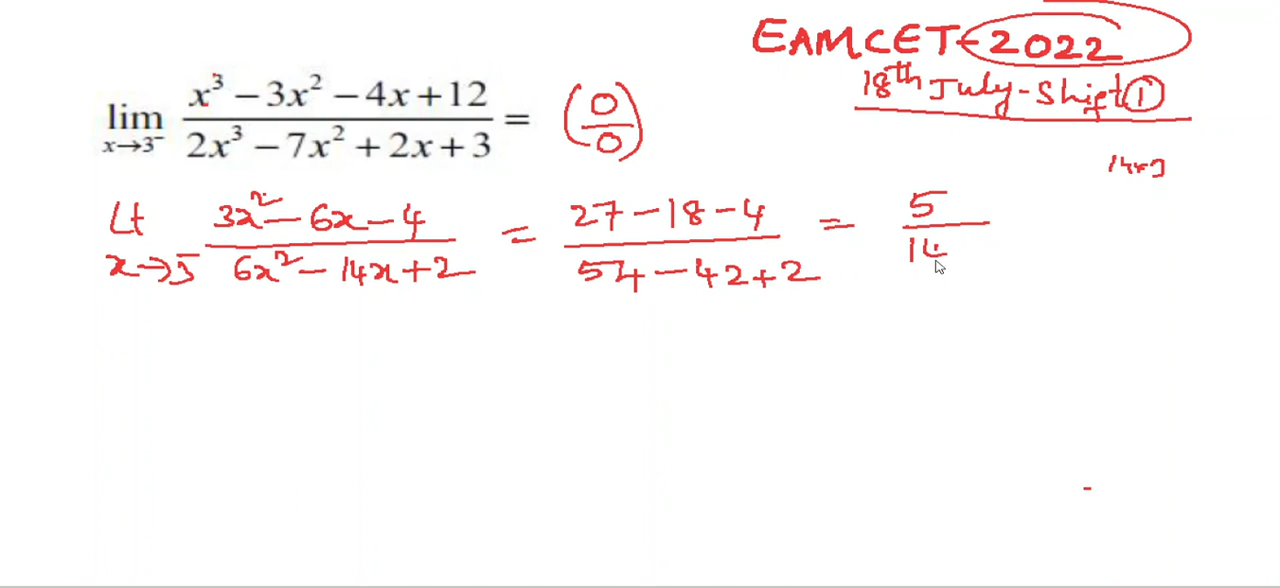 EAMCET-2022
18th July-Shift ①
lim x→3⁻ (x³ − 3x² − 4x + 12)/(2x³ − 7x² + 2x + 3) = (0/0)
Lt x→5 (3x² − 6x − 4)/(6x² − 14x + 2) = (27 − 18 − 4)/(54 − 42 + 2) = 5/14